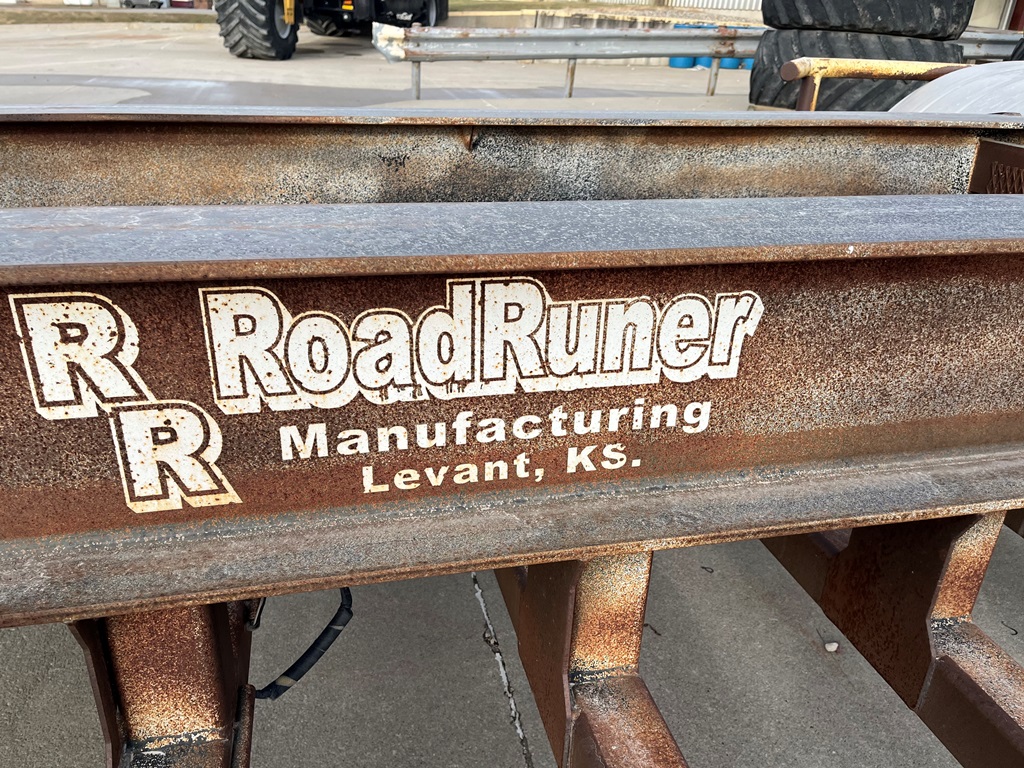 RR
RoadRuner
Manufacturing
Levant, KS.